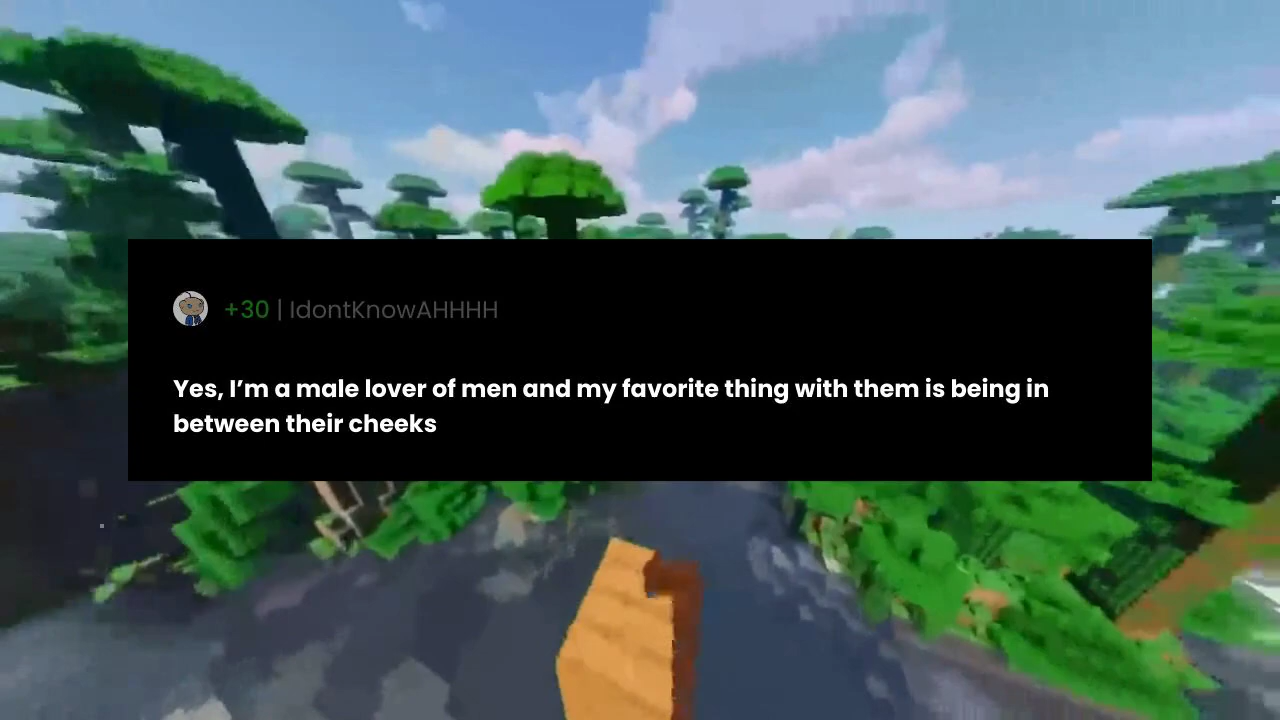 +30 | IdontKnowAHHHH
Yes, I’m a male lover of men and my favorite thing with them is being in
between their cheeks